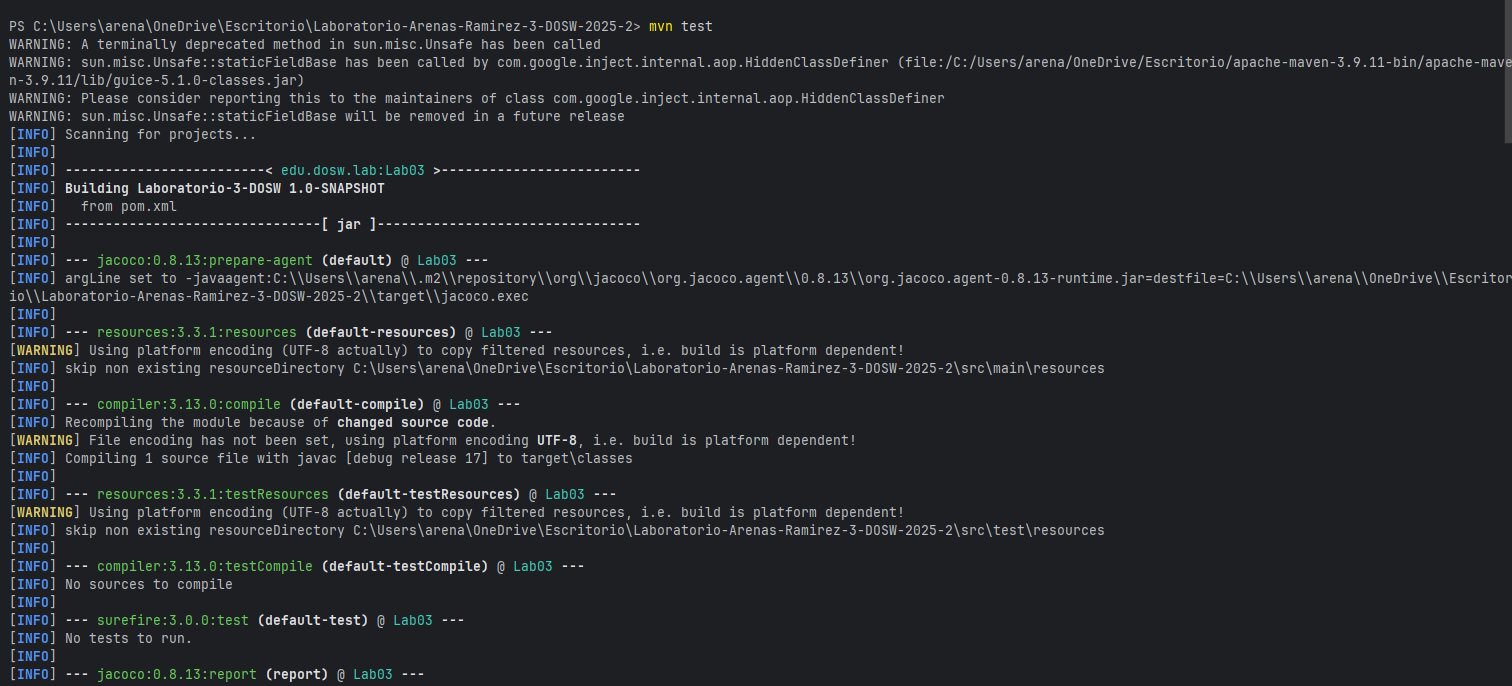 PS C:\Users\arena\OneDrive\Escritorio\Laboratorio-Arenas-Ramirez-3-DOSW-2025-2> mvn test
WARNING: A terminally deprecated method in sun.misc.Unsafe has been called
WARNING: sun.misc.Unsafe::staticFieldBase has been called by com.google.inject.internal.aop.HiddenClassDefiner (file:/C:/Users/arena/OneDrive/Escritorio/apache-maven-3.9.11-bin/apache-mave
n-3.9.11/lib/guice-5.1.0-classes.jar)
WARNING: Please consider reporting this to the maintainers of class com.google.inject.internal.aop.HiddenClassDefiner
WARNING: sun.misc.Unsafe::staticFieldBase will be removed in a future release
[INFO] Scanning for projects...
[INFO]
[INFO] -------------------------< edu.dosw.lab:Lab03 >-------------------------
[INFO] Building Laboratorio-3-DOSW 1.0-SNAPSHOT
[INFO]   from pom.xml
[INFO] --------------------------------[ jar ]---------------------------------
[INFO]
[INFO] --- jacoco:0.8.13:prepare-agent (default) @ Lab03 ---
[INFO] argLine set to -javaagent:C:\\Users\\arena\\.m2\\repository\\org\\jacoco\\org.jacoco.agent\\0.8.13\\org.jacoco.agent-0.8.13-runtime.jar=destfile=C:\\Users\\arena\\OneDrive\\Escritor
io\\Laboratorio-Arenas-Ramirez-3-DOSW-2025-2\\target\\jacoco.exec
[INFO]
[INFO] --- resources:3.3.1:resources (default-resources) @ Lab03 ---
[WARNING] Using platform encoding (UTF-8 actually) to copy filtered resources, i.e. build is platform dependent!
[INFO] skip non existing resourceDirectory C:\Users\arena\OneDrive\Escritorio\Laboratorio-Arenas-Ramirez-3-DOSW-2025-2\src\main\resources
[INFO]
[INFO] --- compiler:3.13.0:compile (default-compile) @ Lab03 ---
[INFO] Recompiling the module because of changed source code.
[WARNING] File encoding has not been set, using platform encoding UTF-8, i.e. build is platform dependent!
[INFO] Compiling 1 source file with javac [debug release 17] to target\classes
[INFO]
[INFO] --- resources:3.3.1:testResources (default-testResources) @ Lab03 ---
[WARNING] Using platform encoding (UTF-8 actually) to copy filtered resources, i.e. build is platform dependent!
[INFO] skip non existing resourceDirectory C:\Users\arena\OneDrive\Escritorio\Laboratorio-Arenas-Ramirez-3-DOSW-2025-2\src\test\resources
[INFO]
[INFO] --- compiler:3.13.0:testCompile (default-testCompile) @ Lab03 ---
[INFO] No sources to compile
[INFO]
[INFO] --- surefire:3.0.0:test (default-test) @ Lab03 ---
[INFO] No tests to run.
[INFO]
[INFO] --- jacoco:0.8.13:report (report) @ Lab03 ---